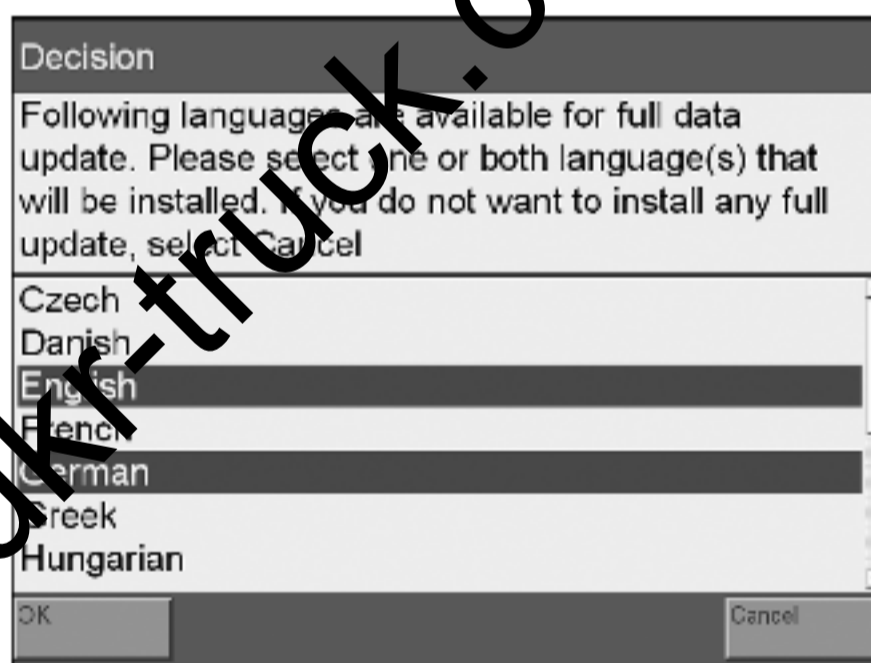 Decision
Following languages are available for full data
update. Please select one or both language(s) that
will be installed. If you do not want to install any full
update, select Cancel
Czech
Danish
English
French
German
Greek
Hungarian
OK
Cancel
ukr-truck.o